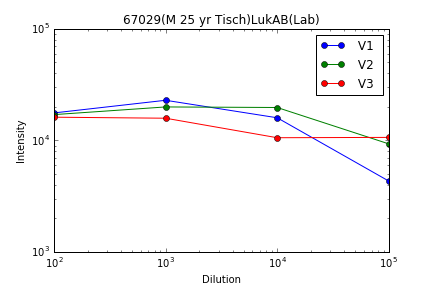 67029(M 25 yr Tisch)LukAB(Lab)
10^5
V1
V2
V3
Intensity
10^4
10^3
10^2
10^3
10^4
10^5
Dilution